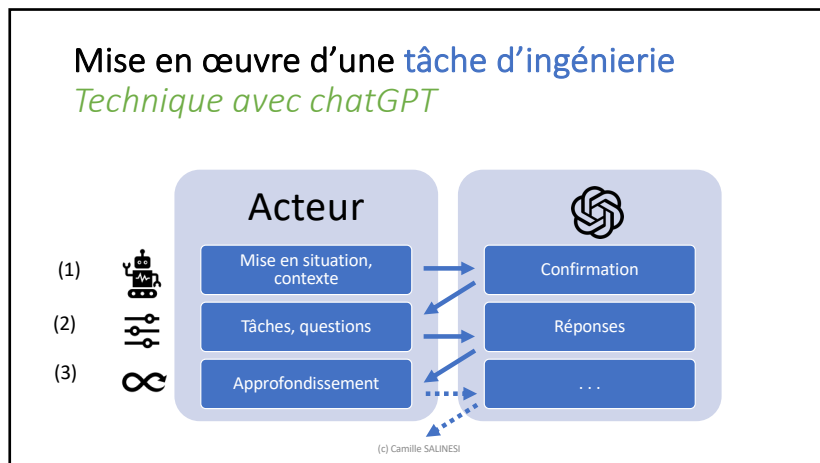 Mise en œuvre d’une tâche d’ingénierie
Technique avec chatGPT
Acteur
(1)
Mise en situation,
contexte
Confirmation
(2)
Tâches, questions
Réponses
(3)
Approfondissement
. . .
(c) Camille SALINESI